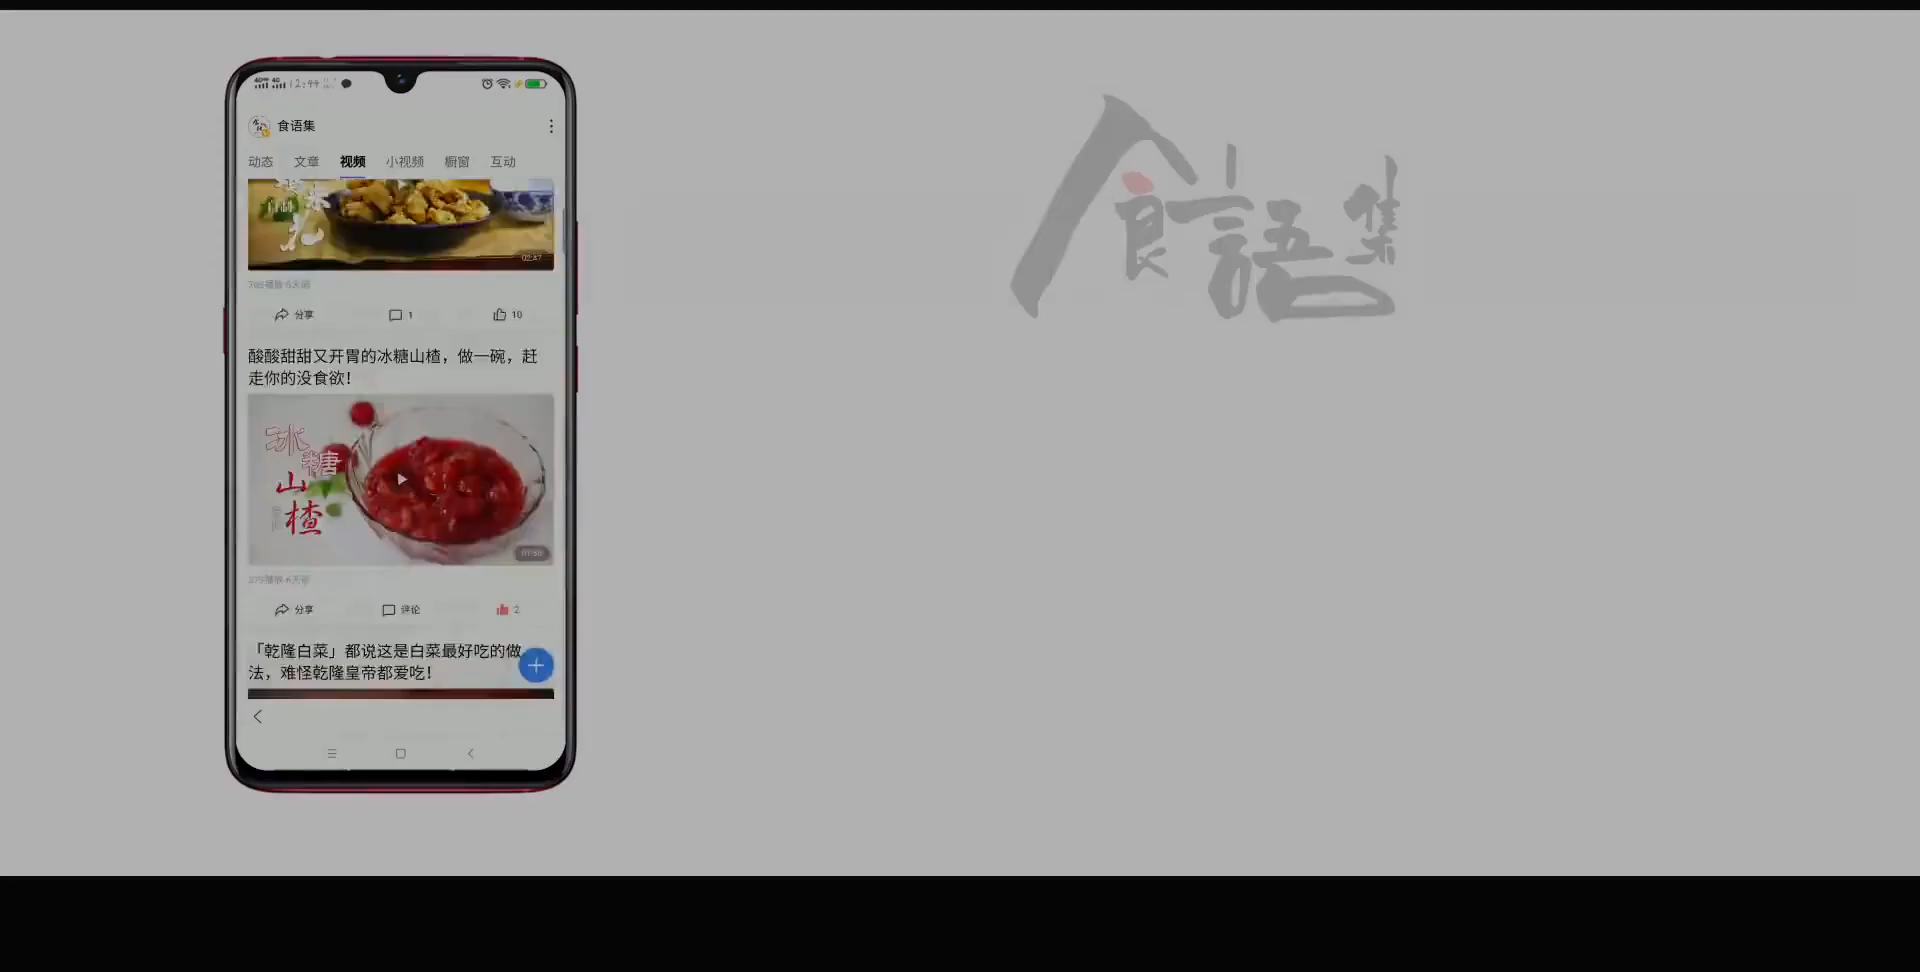 12:44
食语集
动态 文章 视频 小视频 橱窗 互动
02:47
分享 1 10
酸酸甜甜又开胃的冰糖山楂，做一碗，赶
走你的没食欲！
冰
糖
山
楂
分享 评论 2
「乾隆白菜」都说这是白菜最好吃的做
法，难怪乾隆皇帝都爱吃！
食語集